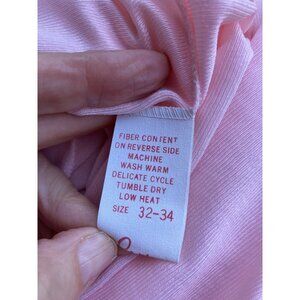 FIBER CONTENT
ON REVERSE SIDE
MACHINE
WASH WARM
DELICATE CYCLE
TUMBLE DRY
LOW HEAT
SIZE 32-34